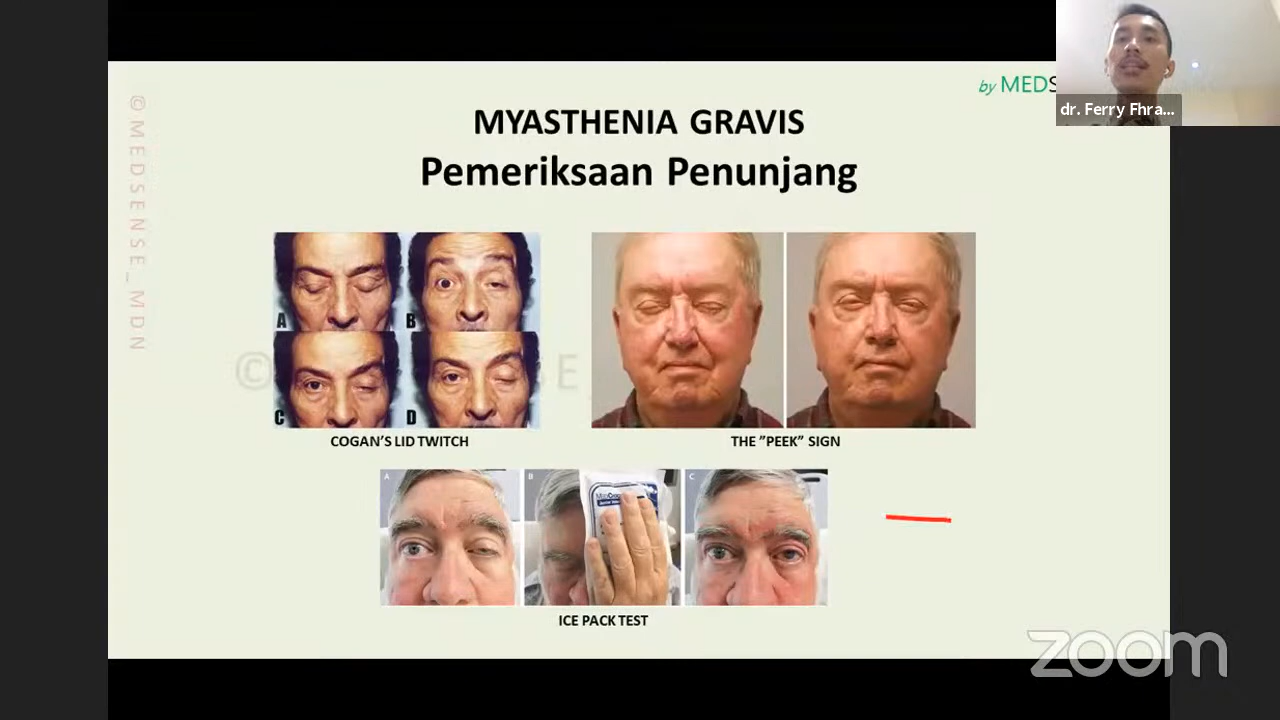 by MEDS
dr. Ferry Fhra...
©MEDSENSE_MDN
MYASTHENIA GRAVIS
Pemeriksaan Penunjang
A
B
C
D
COGAN'S LID TWITCH
THE "PEEK" SIGN
A
B
C
ICE PACK TEST
zoom